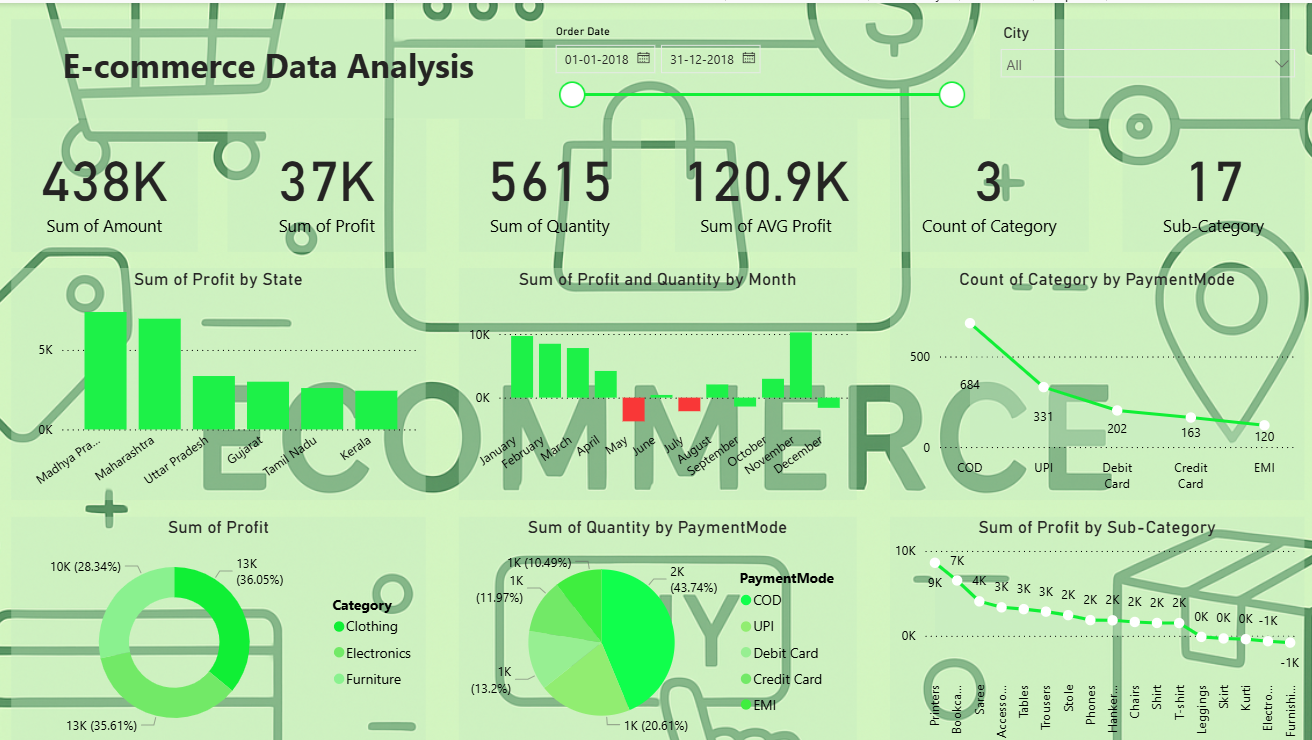 E-commerce Data Analysis
Order Date
01-01-2018
31-12-2018
City
All
438K
Sum of Amount
37K
Sum of Profit
5615
Sum of Quantity
120.9K
Sum of AVG Profit
3
Count of Category
17
Sub-Category
Sum of Profit by State
5K
0K
Madhya Pra...
Maharashtra
Uttar Pradesh
Gujarat
Tamil Nadu
Kerala
Sum of Profit and Quantity by Month
10K
0K
January
February
March
April
May
June
July
August
September
October
November
December
Count of Category by PaymentMode
500
0
684
331
202
163
120
COD
UPI
Debit
Card
Credit
Card
EMI
ECOMMERCE
Sum of Profit
10K (28.34%)
13K
(36.05%)
13K (35.61%)
Category
Clothing
Electronics
Furniture
Sum of Quantity by PaymentMode
1K (10.49%)
1K
(11.97%)
1K
(13.2%)
2K
(43.74%)
1K (20.61%)
PaymentMode
COD
UPI
Debit Card
Credit Card
EMI
Sum of Profit by Sub-Category
10K
0K
9K
7K
4K
3K
3K
3K
2K
2K
2K
2K
2K
2K
0K
0K
0K
-1K
-1K
Printers
Bookca...
Saree
Accesso...
Tables
Trousers
Stole
Phones
Hanker...
Chairs
Shirt
T-shirt
Leggings
Skirt
Kurti
Electro...
Furnishi...